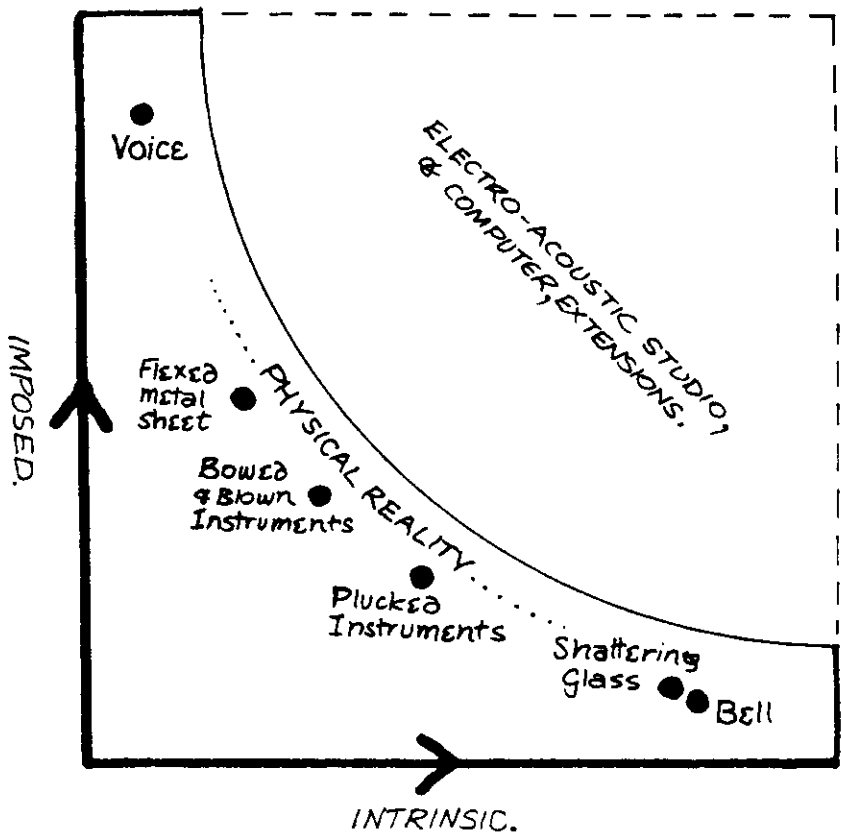 Voice
ELECTRO-ACOUSTIC STUDIO,
& COMPUTER, EXTENSIONS.
IMPOSED.
Flexed
metal
sheet
PHYSICAL REALITY
Bowed
& Blown
Instruments
Plucked
Instruments
Shattering
Glass
Bell
INTRINSIC.